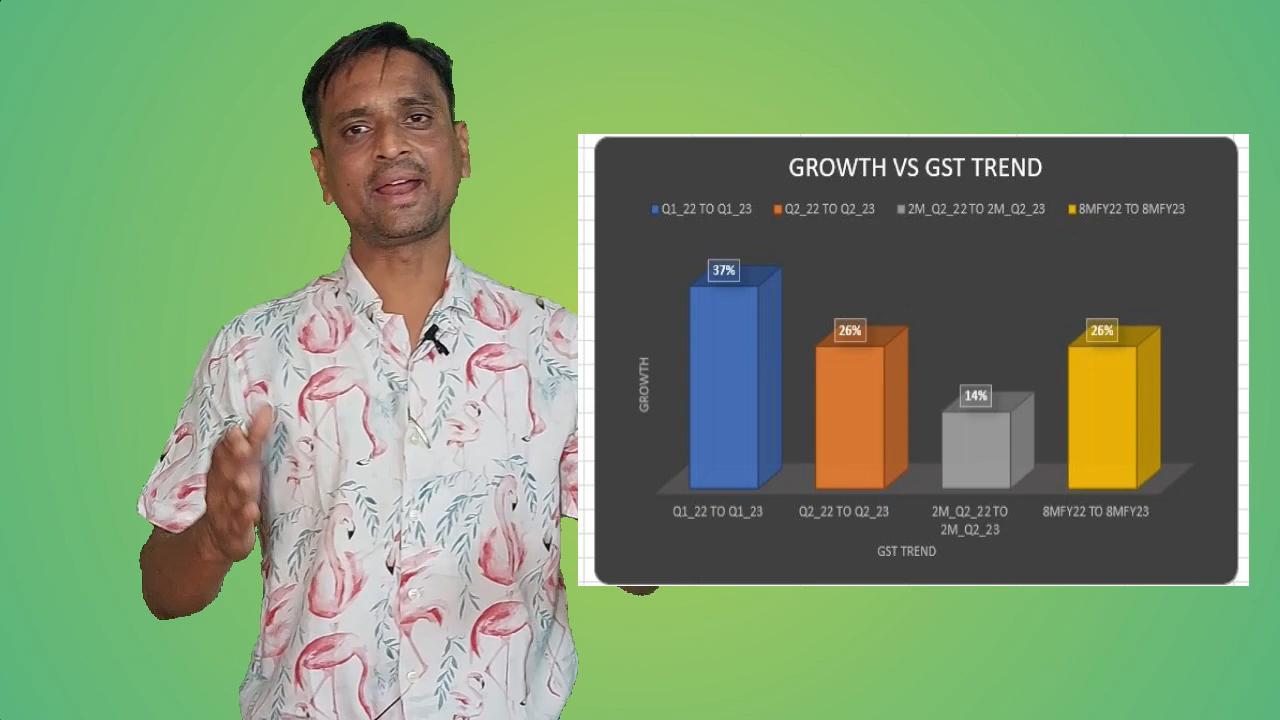 GROWTH VS GST TREND
Q1_22 TO Q1_23 Q2_22 TO Q2_23 2M_Q2_22 TO 2M_Q2_23 8MFY22 TO 8MFY23
37%
26%
14%
26%
GROWTH
Q1_22 TO Q1_23 Q2_22 TO Q2_23 2M_Q2_22 TO 2M_Q2_23 8MFY22 TO 8MFY23
GST TREND